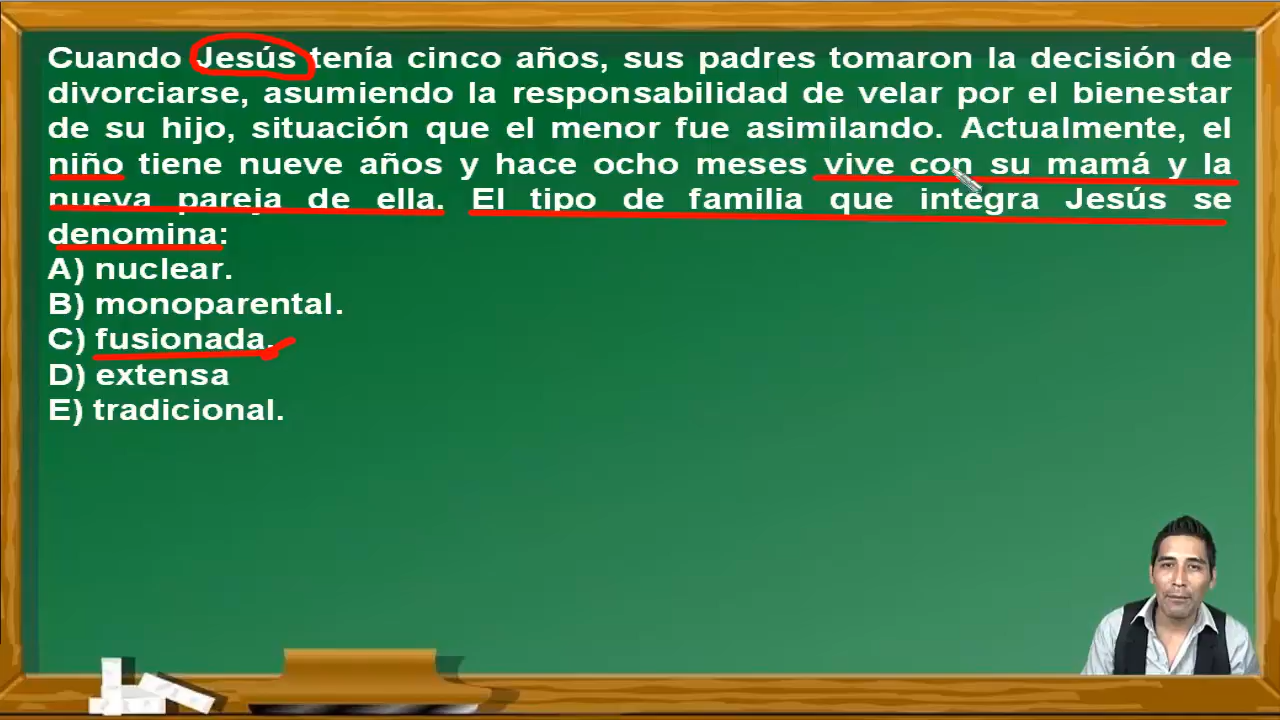 Cuando Jesús tenía cinco años, sus padres tomaron la decisión de
divorciarse, asumiendo la responsabilidad de velar por el bienestar
de su hijo, situación que el menor fue asimilando. Actualmente, el
niño tiene nueve años y hace ocho meses vive con su mamá y la
nueva pareja de ella. El tipo de familia que integra Jesús se
denomina:
A) nuclear.
B) monoparental.
C) fusionada.
D) extensa
E) tradicional.